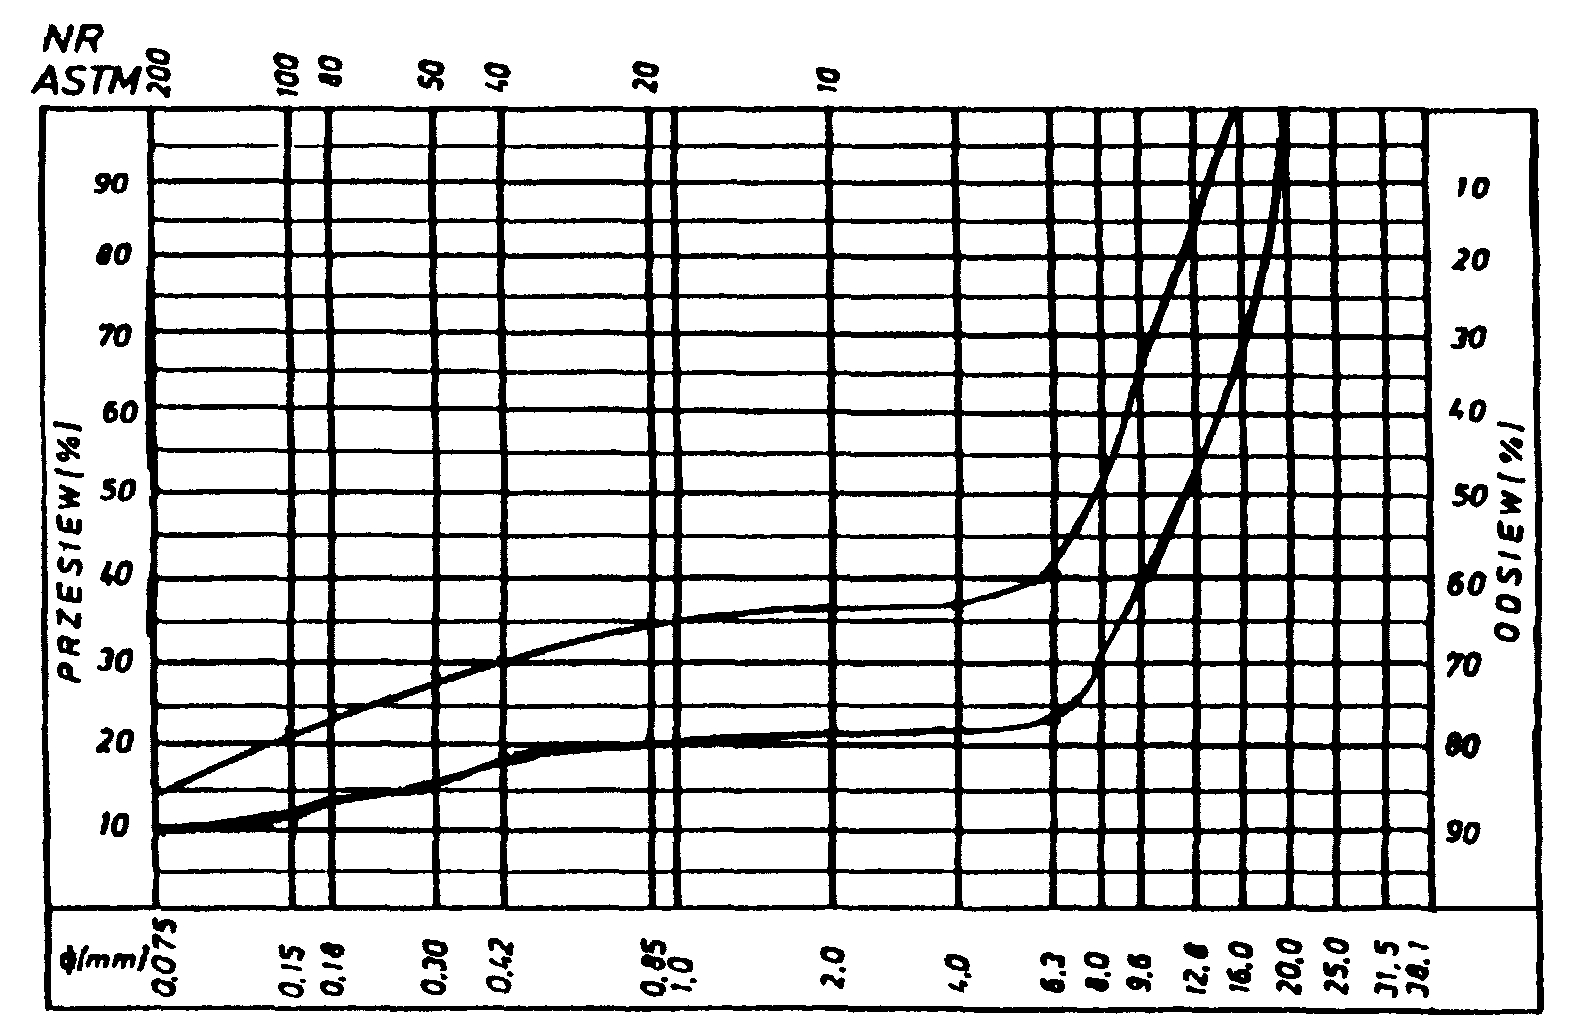 NR
ASTM 200 100 80 50 40 20 10
90 10
80 20
70 30
60 40
50 50
40 60
30 70
20 80
10 90
PRZESIEW [%]
ODSIEW [%]
ϕ[mm] 0.075 0.15 0.18 0.30 0.42 0.85 1.0 2.0 4.0 6.3 8.0 9.6 12.8 16.0 20.0 25.0 31.5 38.1